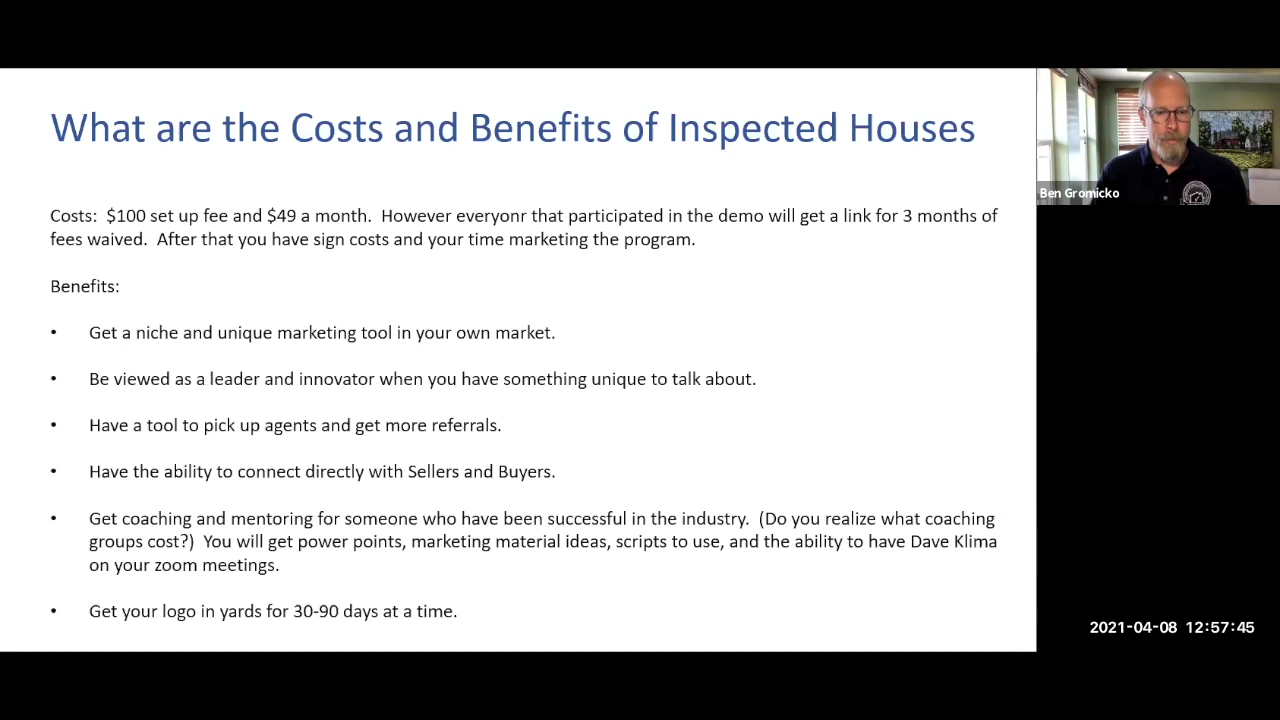 What are the Costs and Benefits of Inspected Houses
Costs: $100 set up fee and $49 a month. However everyonr that participated in the demo will get a link for 3 months of
fees waived. After that you have sign costs and your time marketing the program.
Benefits:
• Get a niche and unique marketing tool in your own market.
• Be viewed as a leader and innovator when you have something unique to talk about.
• Have a tool to pick up agents and get more referrals.
• Have the ability to connect directly with Sellers and Buyers.
• Get coaching and mentoring for someone who have been successful in the industry. (Do you realize what coaching
groups cost?) You will get power points, marketing material ideas, scripts to use, and the ability to have Dave Klima
on your zoom meetings.
• Get your logo in yards for 30-90 days at a time.
Ben Gromicko
2021-04-08 12:57:45